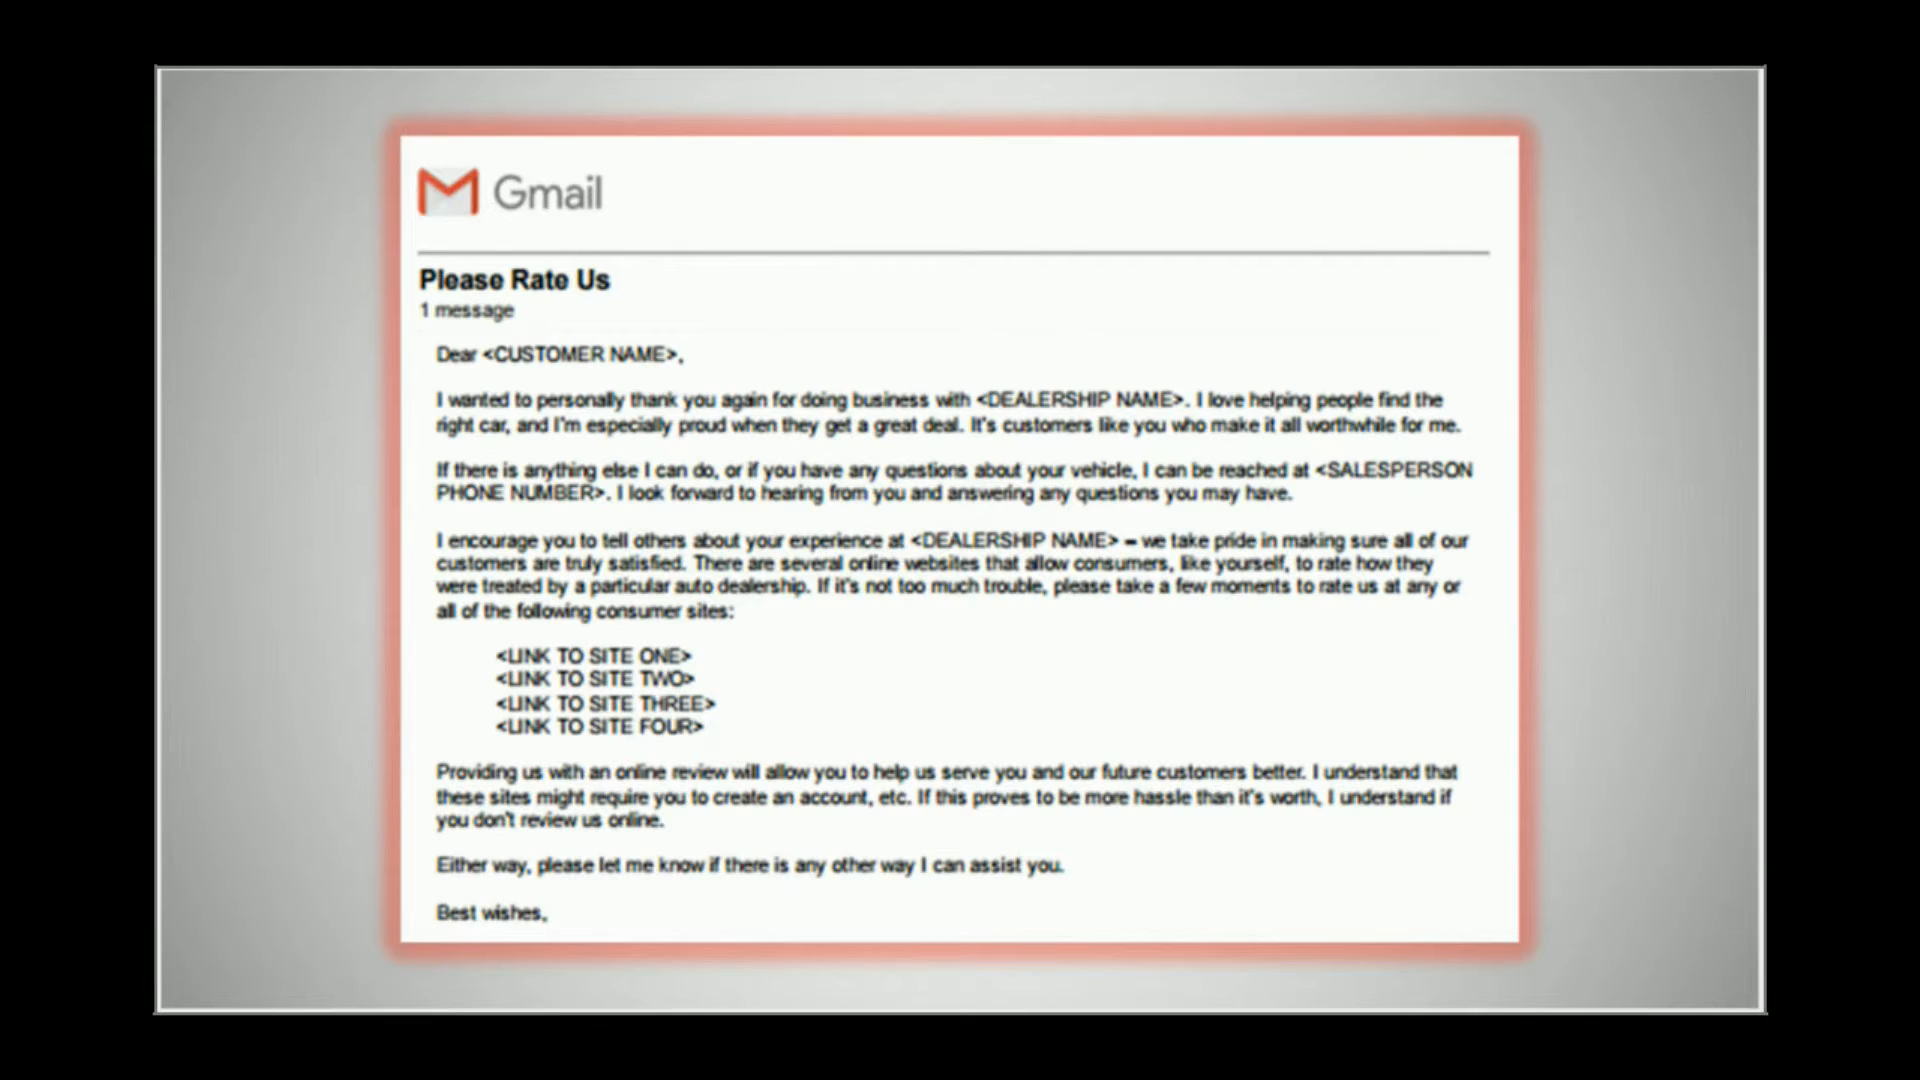 Gmail
Please Rate Us
1 message
Dear <CUSTOMER NAME>,
I wanted to personally thank you again for doing business with <DEALERSHIP NAME>. I love helping people find the
right car, and I'm especially proud when they get a great deal. It's customers like you who make it all worthwhile for me.
If there is anything else I can do, or if you have any questions about your vehicle, I can be reached at <SALESPERSON
PHONE NUMBER>. I look forward to hearing from you and answering any questions you may have.
I encourage you to tell others about your experience at <DEALERSHIP NAME> – we take pride in making sure all of our
customers are truly satisfied. There are several online websites that allow consumers, like yourself, to rate how they
were treated by a particular auto dealership. If it's not too much trouble, please take a few moments to rate us at any or
all of the following consumer sites:
<LINK TO SITE ONE>
<LINK TO SITE TWO>
<LINK TO SITE THREE>
<LINK TO SITE FOUR>
Providing us with an online review will allow you to help us serve you and our future customers better. I understand that
these sites might require you to create an account, etc. If this proves to be more hassle than it's worth, I understand if
you don't review us online.
Either way, please let me know if there is any other way I can assist you.
Best wishes,